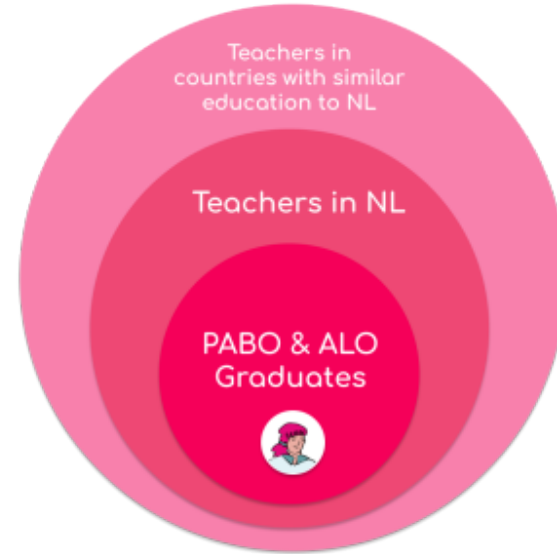 Teachers in
countries with similar
education to NL
Teachers in NL
PABO & ALO
Graduates